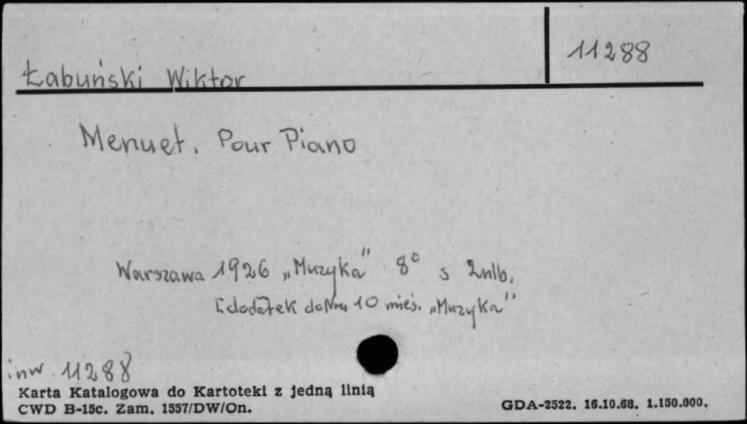 Łabuński Wiktor
11288
Menuet. Pour Piano
Warszawa 1926 „Muzyka” 8° s 2nlb.
[dodatek do Nru 10 mies. „Muzyka”
inw. 11288
Karta Katalogowa do Kartoteki z jedną linią
CWD B-15c. Zam. 1557/DW/On.
GDA-2522. 16.10.68. 1.150.000.